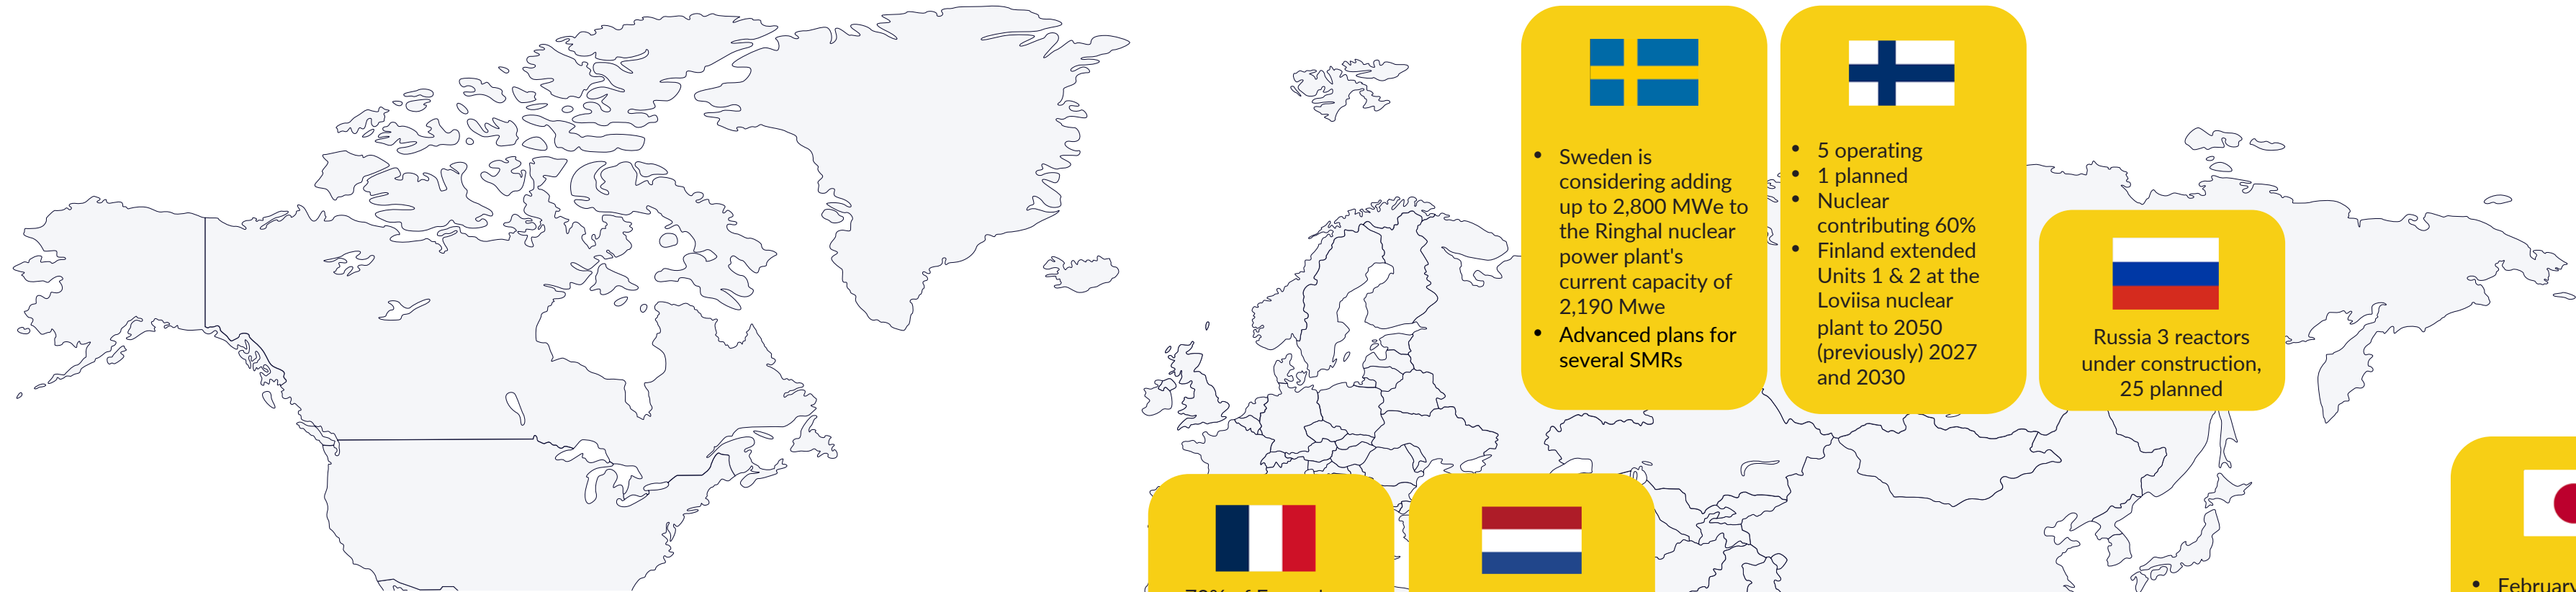 • Sweden is
considering adding
up to 2,800 MWe to
the Ringhal nuclear
power plant's
current capacity of
2,190 Mwe
• Advanced plans for
several SMRs
• 5 operating
• 1 planned
• Nuclear
contributing 60%
• Finland extended
Units 1 & 2 at the
Loviisa nuclear
plant to 2050
(previously) 2027
and 2030
Russia 3 reactors
under construction,
25 planned
• February